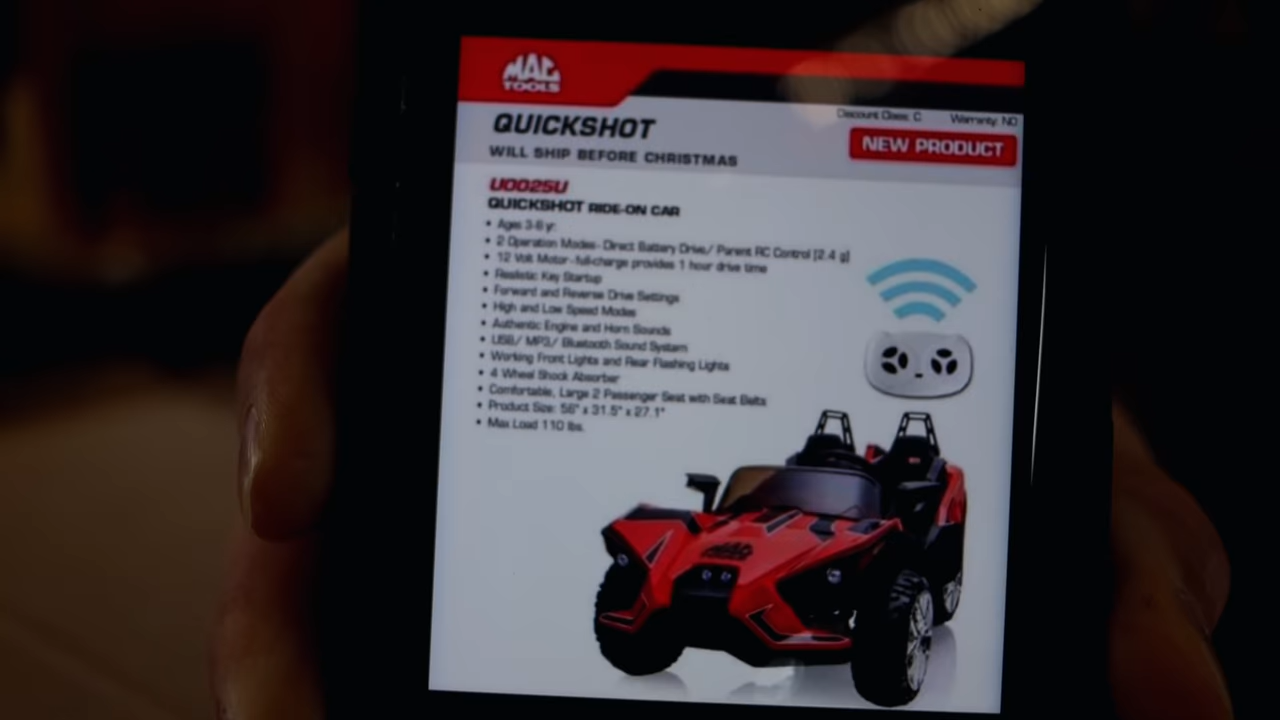 MAC
TOOLS
Discount Class: C Warranty: NO
QUICKSHOT
NEW PRODUCT
WILL SHIP BEFORE CHRISTMAS
U0025U
QUICKSHOT RIDE-ON CAR
• Ages 3-8 yr.
• 2 Operation Modes- Direct Battery Drive/ Parent RC Control [2.4 g]
• 12 Volt Motor - full-charge provides 1 hour drive time
• Realistic Key Startup
• Forward and Reverse Drive Settings
• High and Low Speed Modes
• Authentic Engine and Horn Sounds
• USB/ MP3/ Bluetooth Sound System
• Working Front Lights and Rear Flashing Lights
• 4 Wheel Shock Absorber
• Comfortable, Large 2 Passenger Seat with Seat Belts
• Product Size: 56" x 31.5" x 27.1"
• Max Load 110 lbs.
MAC